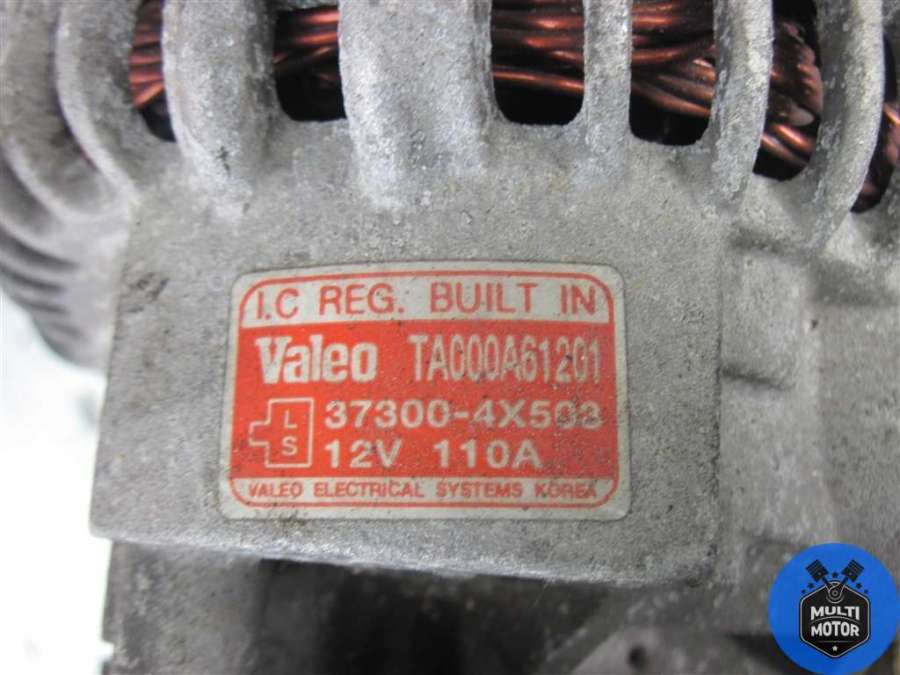 I.C REG. BUILT IN
Valeo TA000A61201
L 37300-4X503
S 12V 110A
VALEO ELECTRICAL SYSTEMS KOREA
MULTI
MOTOR